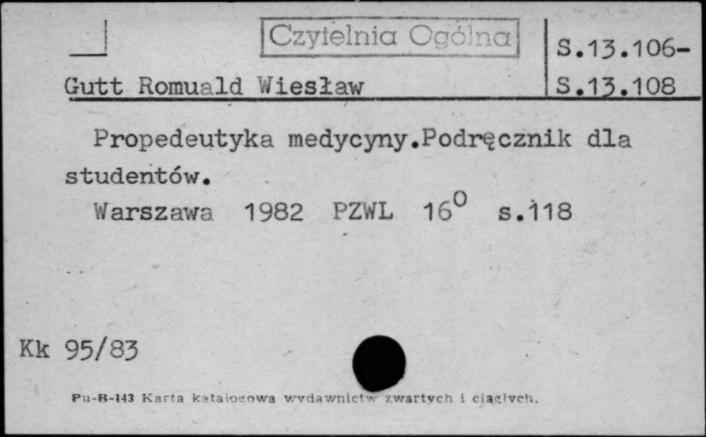 Czytelnia Ogólna
S.13.106-
Gutt Romuald Wiesław
S.13.108
Propedeutyka medycyny.Podręcznik dla
studentów.
Warszawa 1982 PZWL 16° s.118
Kk 95/83
Pu-B-143 Karta katalogowa wydawnictw zwartych i ciągłych.